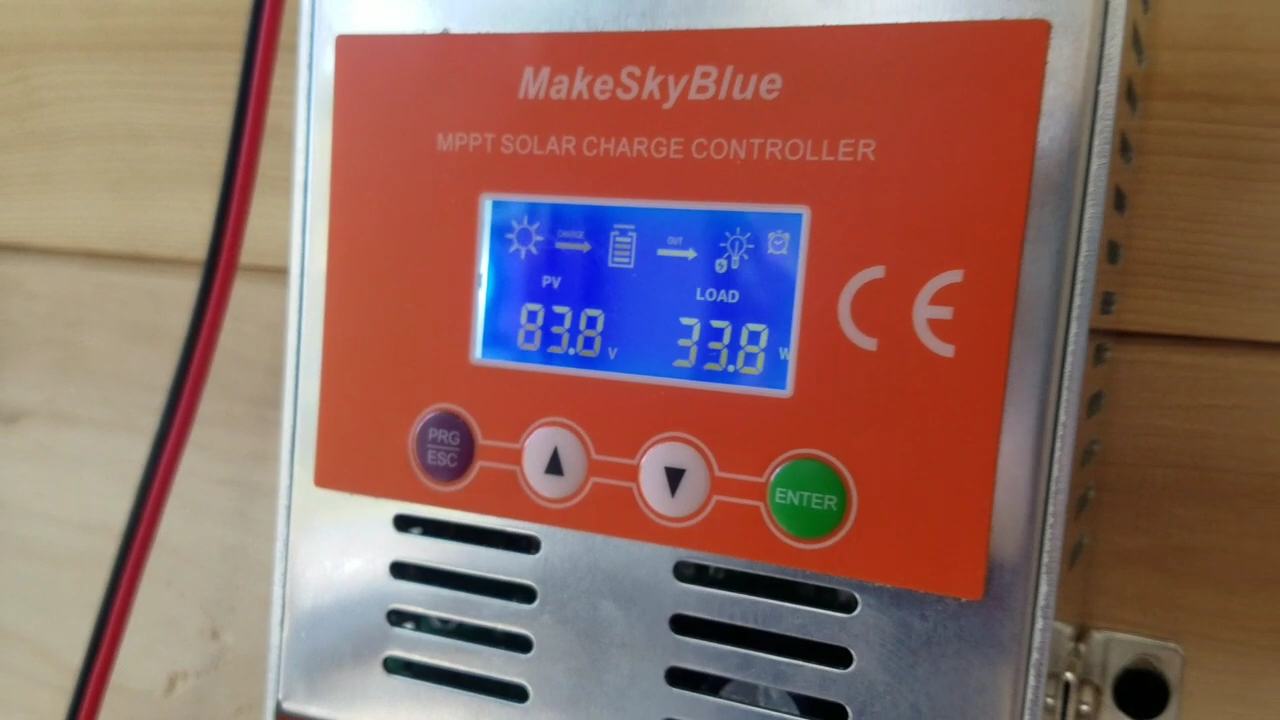 MakeSkyBlue
MPPT SOLAR CHARGE CONTROLLER
CHARGE OUT
PV LOAD
83.8 V 33.8 W
CE
PRG
ESC
ENTER